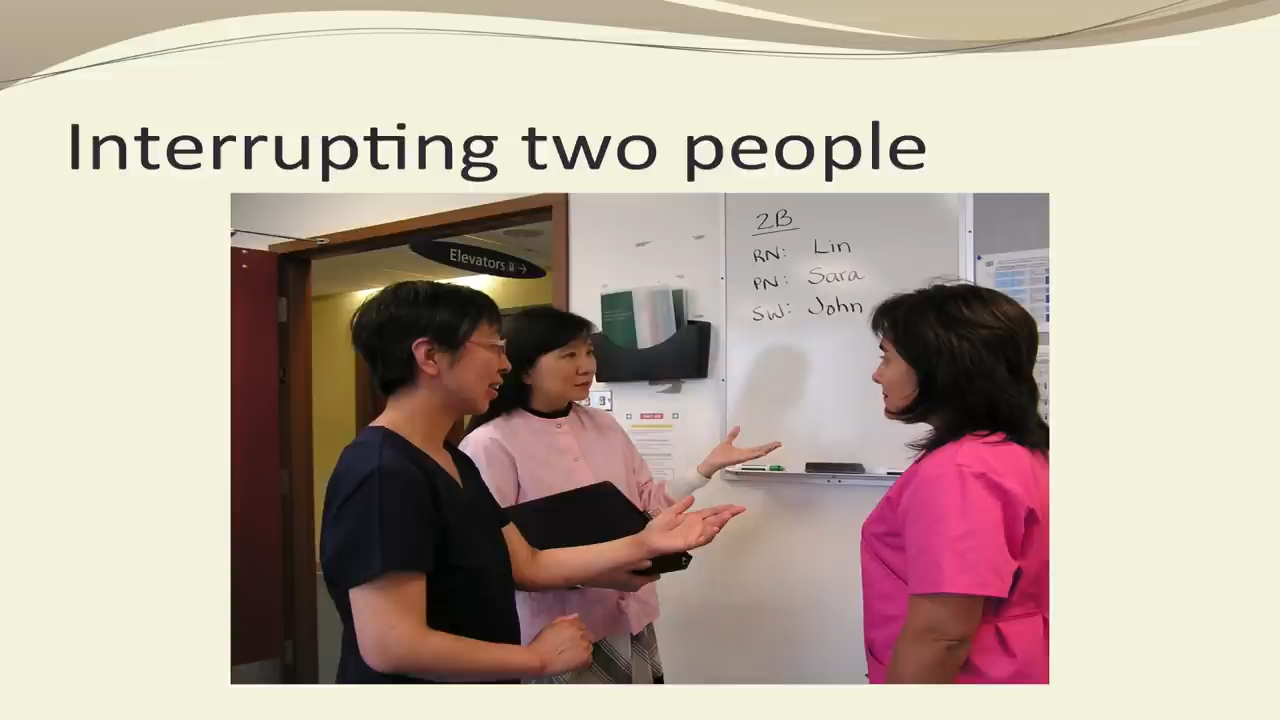 Interrupting two people
Elevators →
2B
RN: Lin
PN: Sara
SW: John